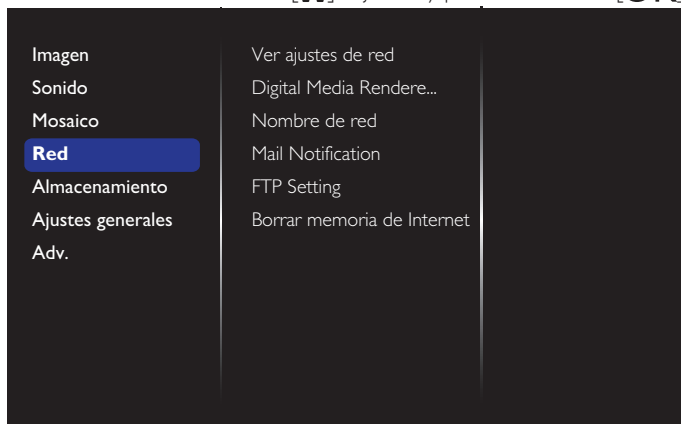 Imagen
Sonido
Mosaico
Red
Almacenamiento
Ajustes generales
Adv.
Ver ajustes de red
Digital Media Rendere...
Nombre de red
Mail Notification
FTP Setting
Borrar memoria de Internet